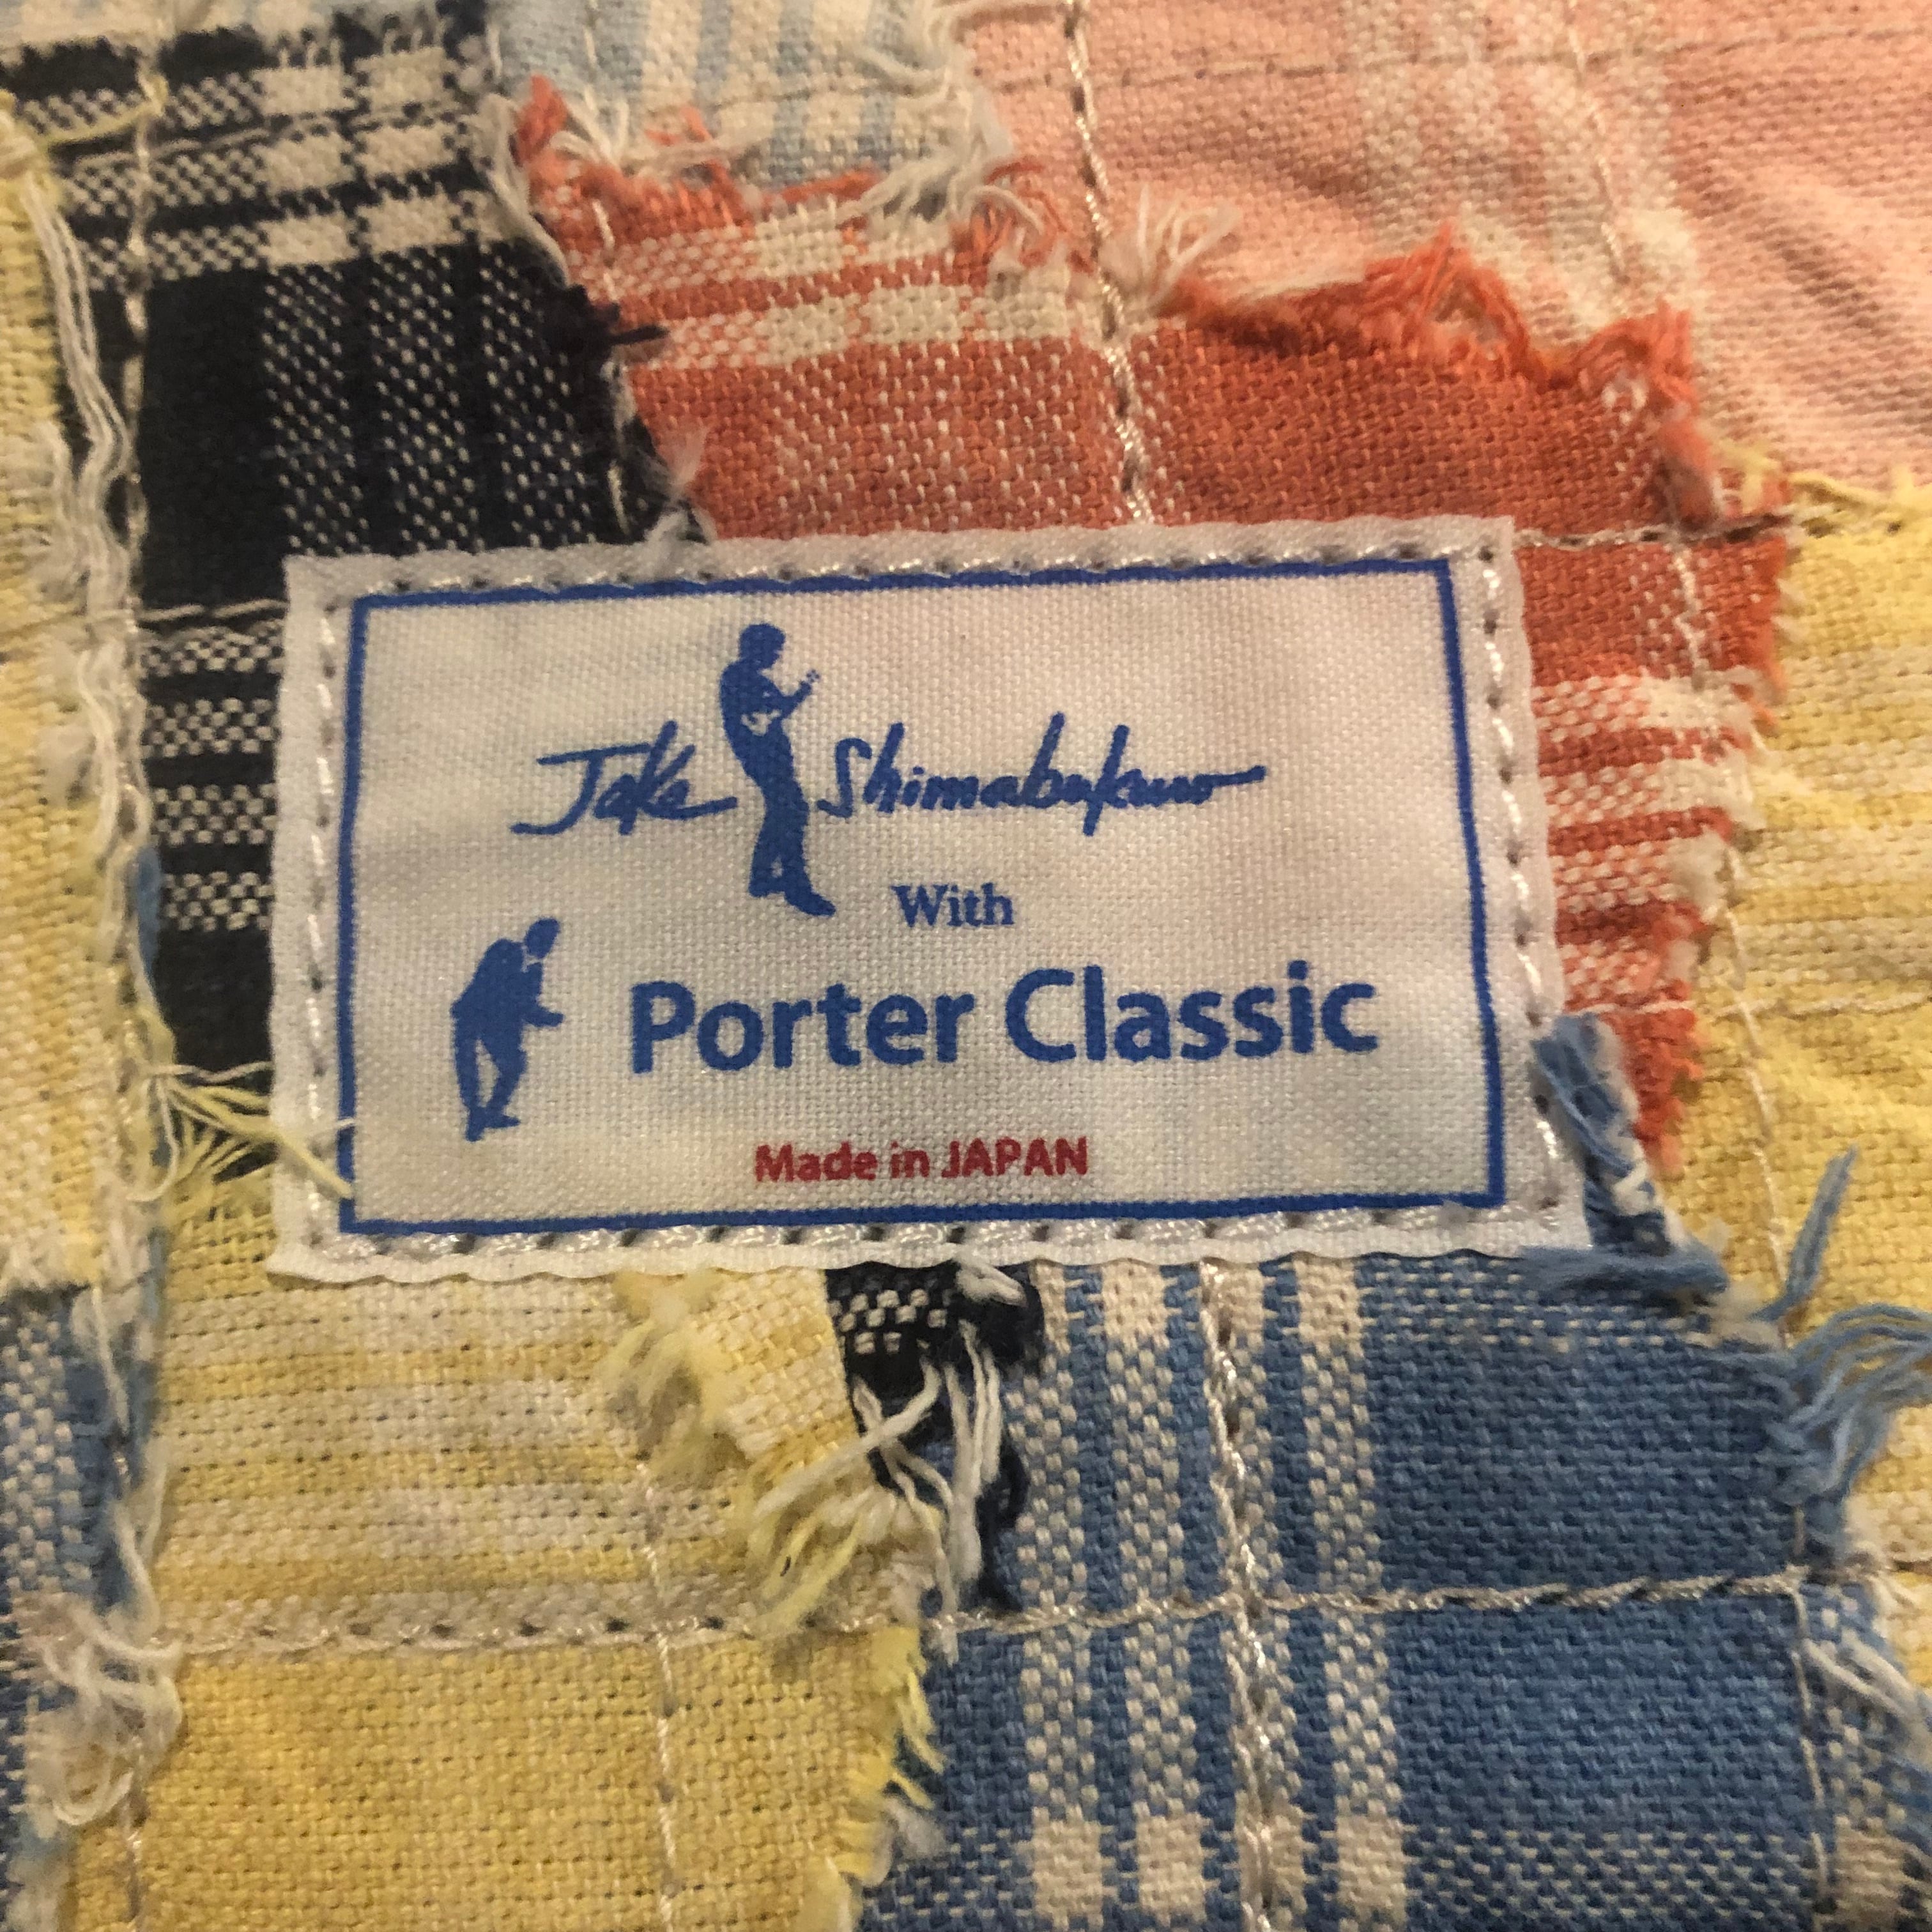 Jake Shimabukuro
With
Porter Classic
Made in JAPAN